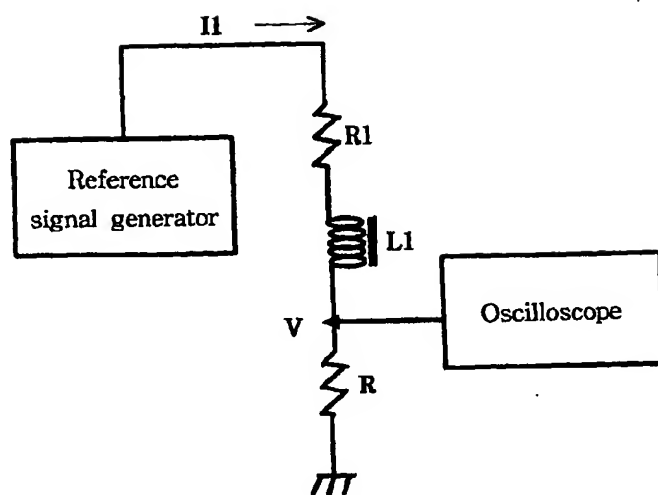 I1
R1
Reference
signal generator
L1
V
Oscilloscope
R